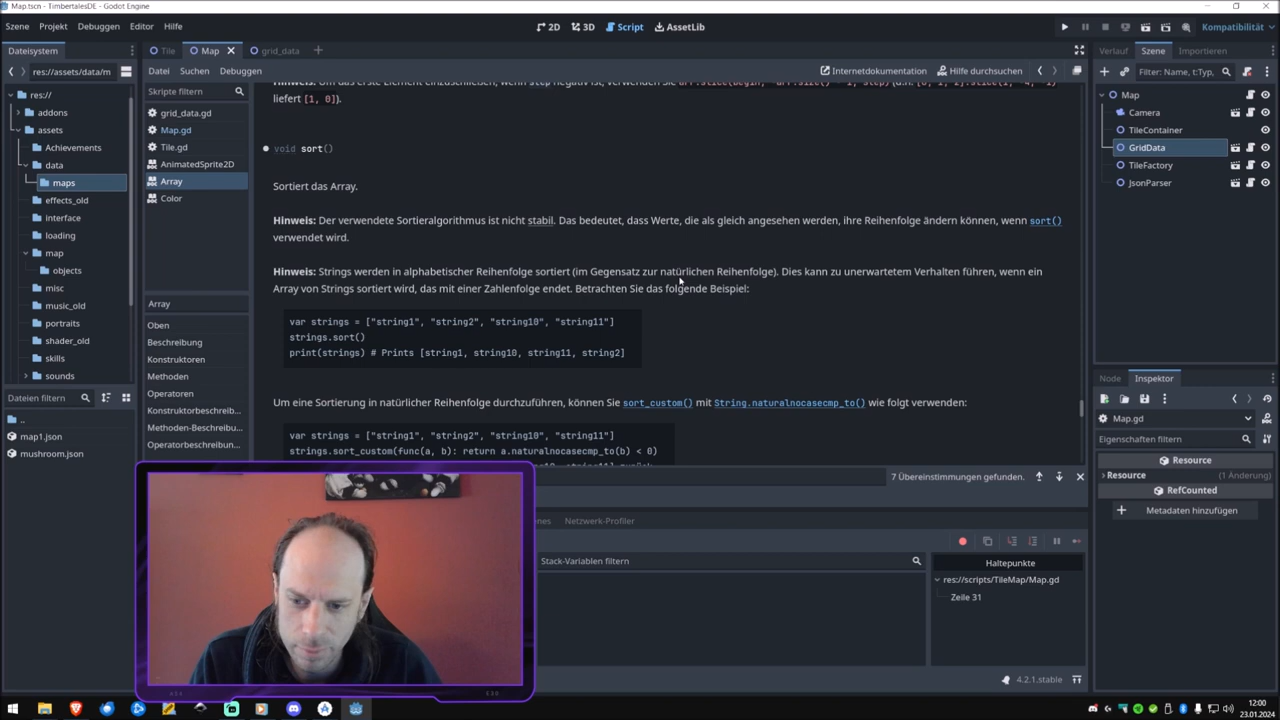 Map.tscn - TimbertalesDE - Godot Engine
Szene Projekt Debuggen Editor Hilfe
2D 3D Script AssetLib
Kompatibilität
Dateisystem
Tile Map grid_data
Verlauf Szene Importieren
res://assets/data/m
Datei Suchen Debuggen
Internetdokumentation Hilfe durchsuchen
Filter: Name, t:Typ,
Skripte filtern
res://
addons
assets
Achievements
data
maps
effects_old
interface
loading
map
objects
misc
music_old
portraits
shader_old
skills
sounds
Dateien filtern
..
map1.json
mushroom.json
grid_data.gd
Map.gd
Tile.gd
AnimatedSprite2D
Array
Color
Array
Oben
Beschreibung
Konstruktoren
Methoden
Operatoren
Konstruktorbeschreib...
Methoden-Beschreibu...
Operatorbeschreibun...
liefert [1, 0]).
void sort()
Sortiert das Array.
Hinweis: Der verwendete Sortieralgorithmus ist nicht stabil. Das bedeutet, dass Werte, die als gleich angesehen werden, ihre Reihenfolge ändern können, wenn sort()
verwendet wird.
Hinweis: Strings werden in alphabetischer Reihenfolge sortiert (im Gegensatz zur natürlichen Reihenfolge). Dies kann zu unerwartetem Verhalten führen, wenn ein
Array von Strings sortiert wird, das mit einer Zahlenfolge endet. Betrachten Sie das folgende Beispiel:
var strings = ["string1", "string2", "string10", "string11"]
strings.sort()
print(strings) # Prints [string1, string10, string11, string2]
Um eine Sortierung in natürlicher Reihenfolge durchzuführen, können Sie sort_custom() mit String.naturalnocasecmp_to() wie folgt verwenden:
var strings = ["string1", "string2", "string10", "string11"]
strings.sort_custom(func(a, b): return a.naturalnocasecmp_to(b) < 0)
7 Übereinstimmungen gefunden.
Netzwerk-Profiler
Stack-Variablen filtern
Haltepunkte
res://scripts/TileMap/Map.gd
Zeile 31
4.2.1.stable
Map
Camera
TileContainer
GridData
TileFactory
JsonParser
Node Inspektor
Map.gd
Eigenschaften filtern
Resource
Resource (1 Änderung)
RefCounted
Metadaten hinzufügen
12:00
23.01.2024